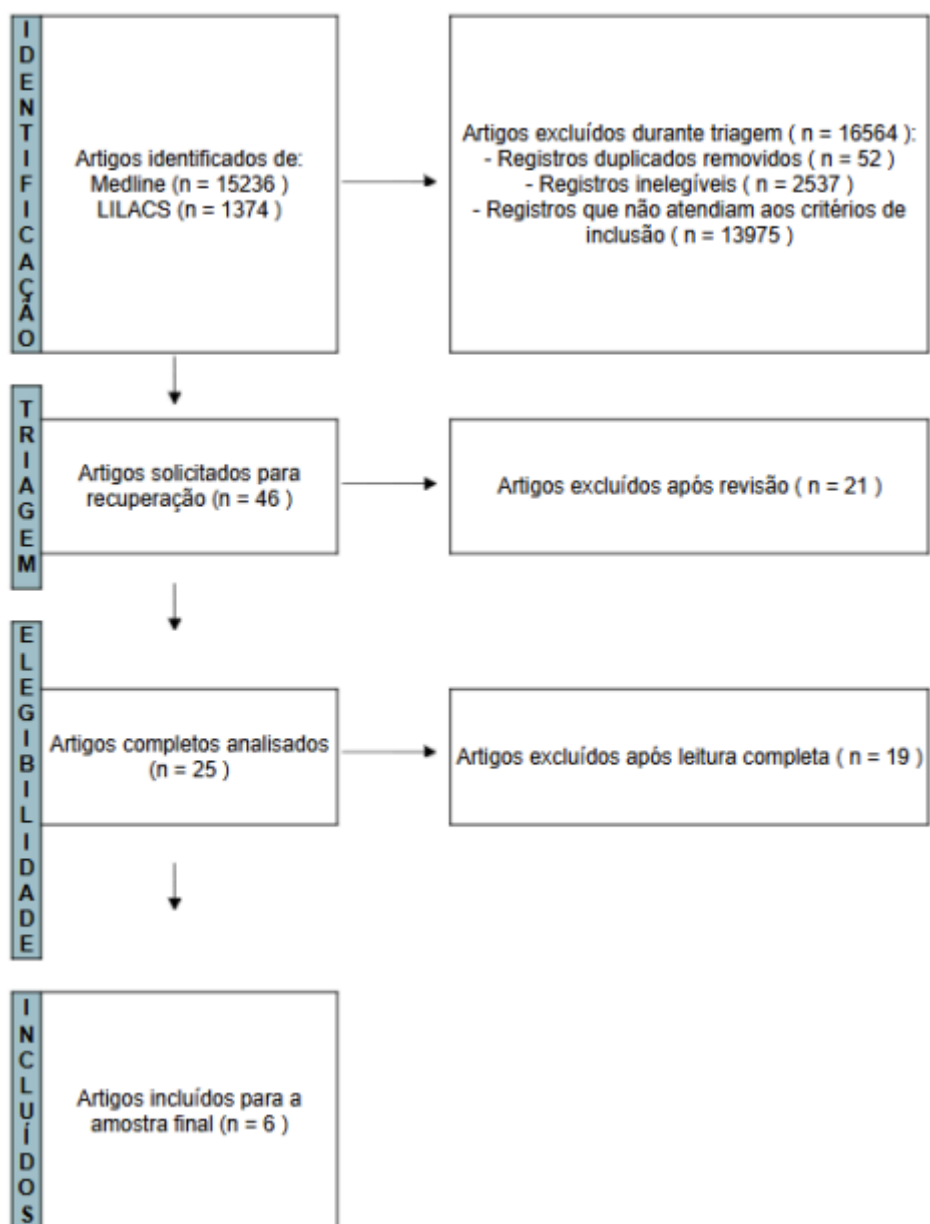 IDENTIFICAÇÃO
Artigos identificados de:
Medline (n = 15236 )
LILACS (n = 1374 )
Artigos excluídos durante triagem ( n = 16564 ):
- Registros duplicados removidos ( n = 52 )
- Registros inelegíveis ( n = 2537 )
- Registros que não atendiam aos critérios de
inclusão ( n = 13975 )
TRIAGEM
Artigos solicitados para
recuperação (n = 46 )
Artigos excluídos após revisão ( n = 21 )
ELEGIBILIDADE
Artigos completos analisados
(n = 25 )
Artigos excluídos após leitura completa ( n = 19 )
INCLUÍDOS
Artigos incluídos para a
amostra final (n = 6 )